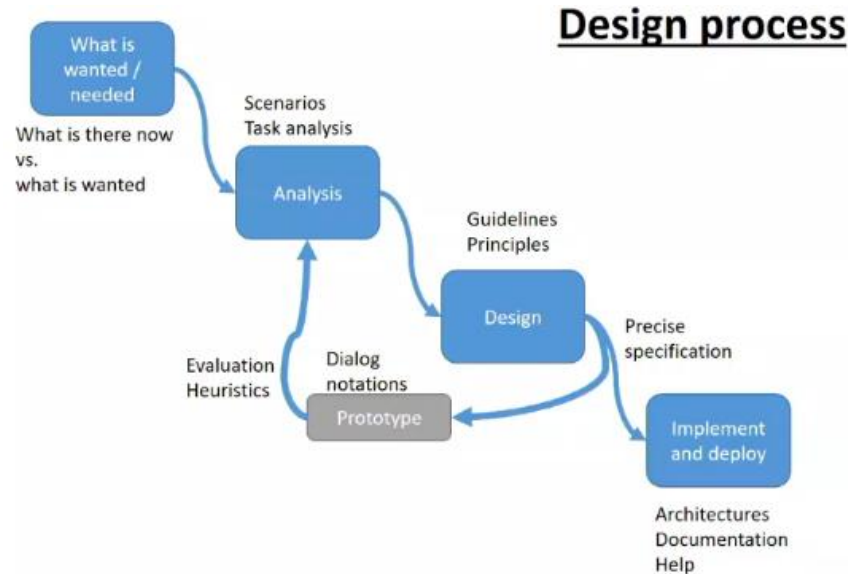 Design process
What is
wanted /
needed
What is there now
vs.
what is wanted
Scenarios
Task analysis
Analysis
Guidelines
Principles
Design
Precise
specification
Evaluation
Heuristics
Dialog
notations
Prototype
Implement
and deploy
Architectures
Documentation
Help